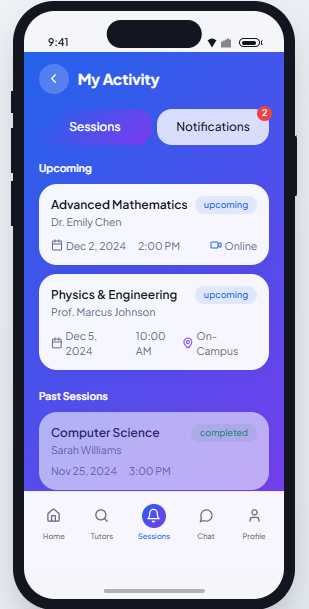 9:41
My Activity
Sessions
Notifications
2
Upcoming
Advanced Mathematics
upcoming
Dr. Emily Chen
Dec 2, 2024 2:00 PM Online
Physics & Engineering
upcoming
Prof. Marcus Johnson
Dec 5, 10:00 On-
2024 AM Campus
Past Sessions
Computer Science
completed
Sarah Williams
Nov 25, 2024 3:00 PM
Home Tutors Sessions Chat Profile